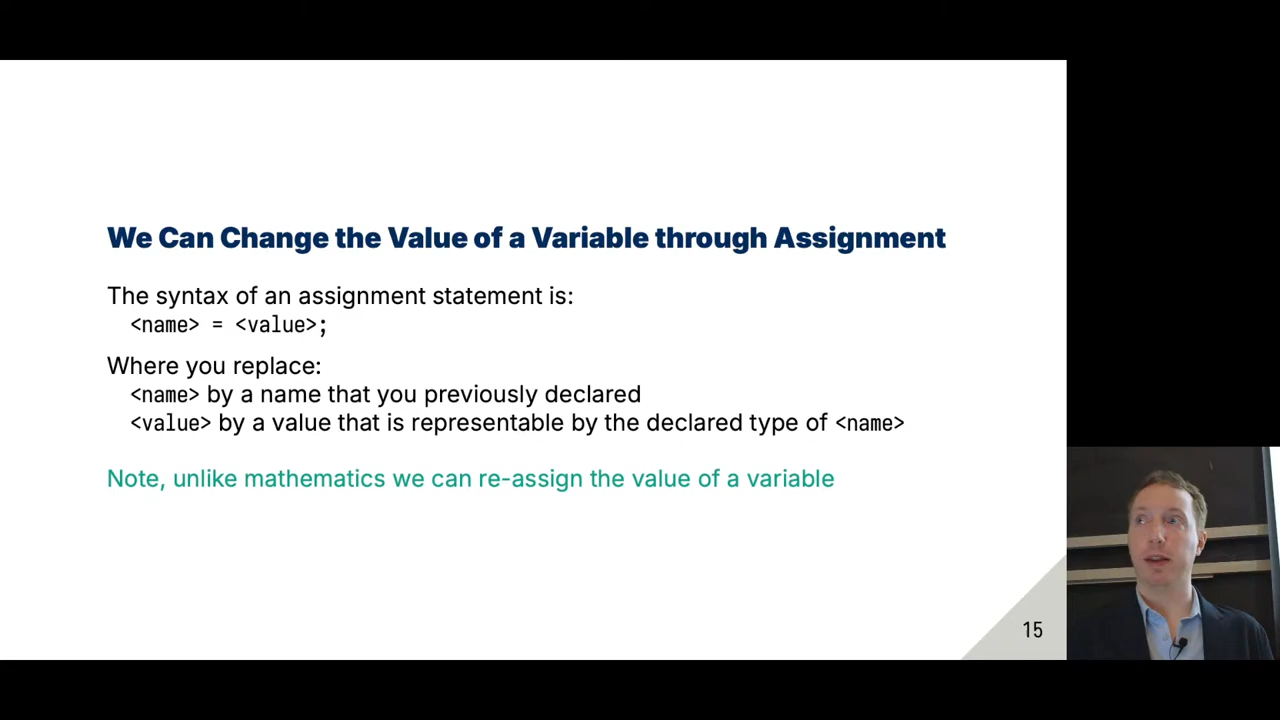 We Can Change the Value of a Variable through Assignment
The syntax of an assignment statement is:
<name> = <value>;
Where you replace:
<name> by a name that you previously declared
<value> by a value that is representable by the declared type of <name>
Note, unlike mathematics we can re-assign the value of a variable
15